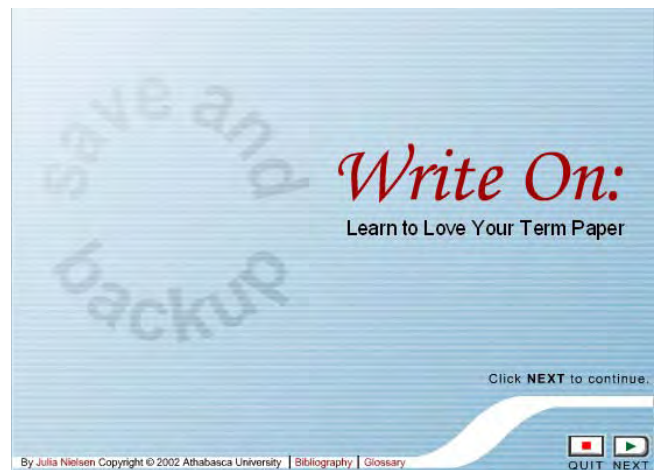 save and
backup
Write On:
Learn to Love Your Term Paper
Click NEXT to continue.
By Julia Nielsen Copyright © 2002 Athabasca University | Bibliography | Glossary
QUIT NEXT